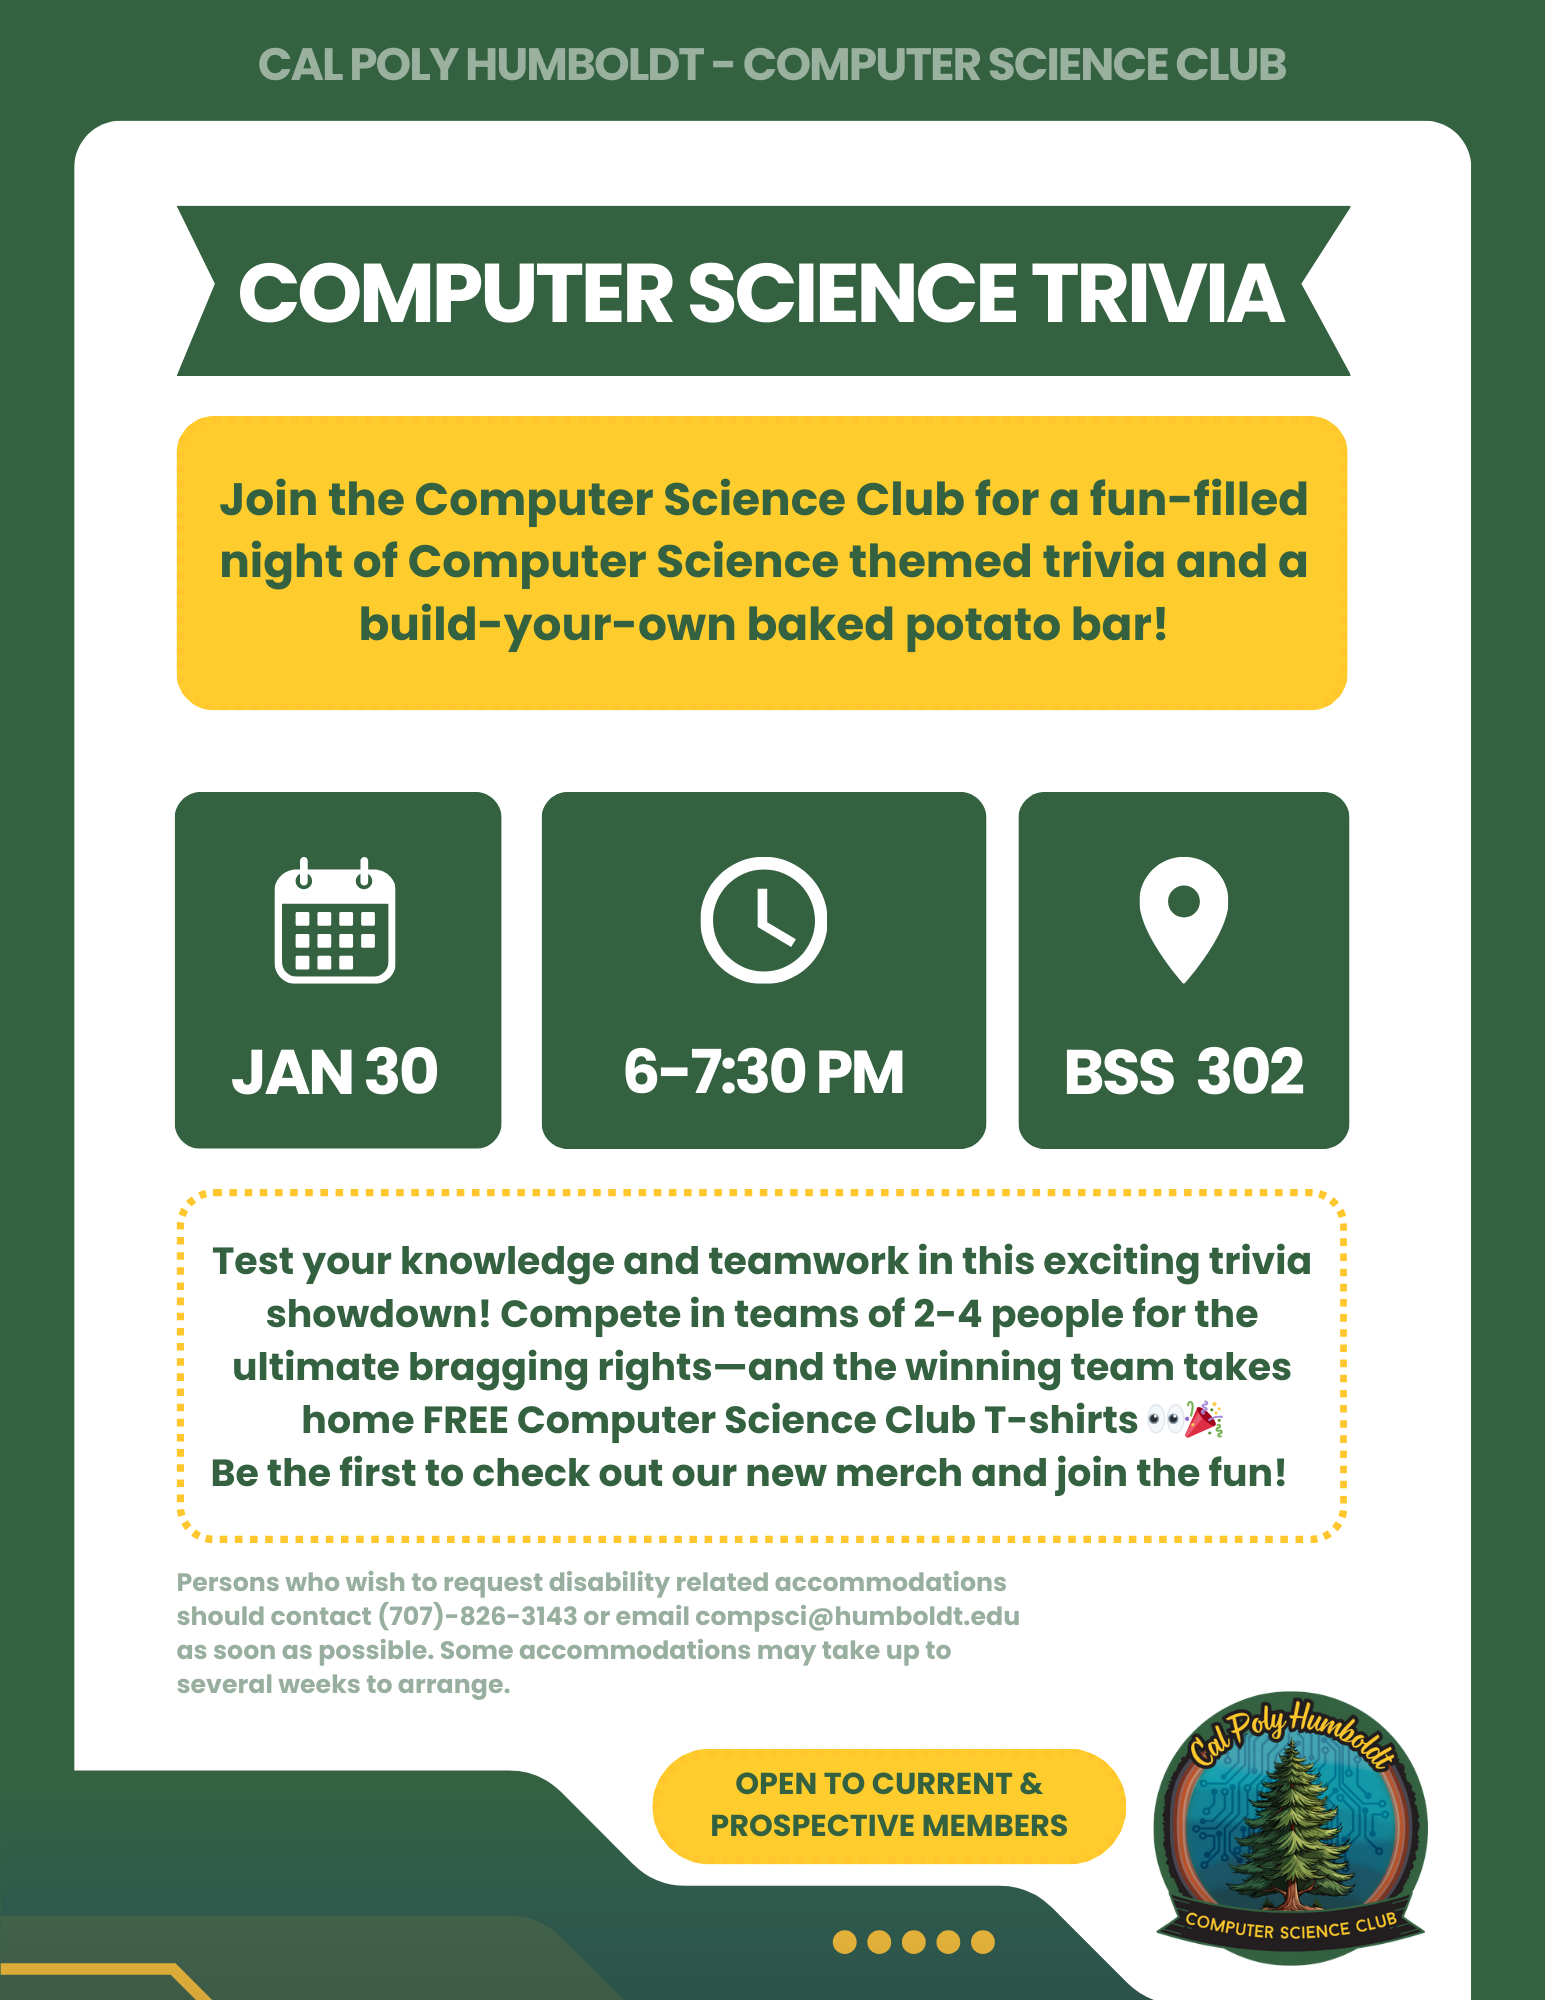 CAL POLY HUMBOLDT - COMPUTER SCIENCE CLUB
COMPUTER SCIENCE TRIVIA
Join the Computer Science Club for a fun-filled
night of Computer Science themed trivia and a
build-your-own baked potato bar!
JAN 30
6-7:30 PM
BSS 302
Test your knowledge and teamwork in this exciting trivia
showdown! Compete in teams of 2-4 people for the
ultimate bragging rights—and the winning team takes
home FREE Computer Science Club T-shirts 👀🎉
Be the first to check out our new merch and join the fun!
Persons who wish to request disability related accommodations
should contact (707)-826-3143 or email compsci@humboldt.edu
as soon as possible. Some accommodations may take up to
several weeks to arrange.
OPEN TO CURRENT &
PROSPECTIVE MEMBERS
Cal Poly Humboldt
COMPUTER SCIENCE CLUB